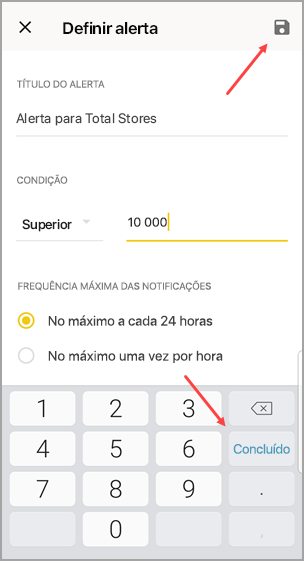 Definir alerta
TÍTULO DO ALERTA
Alerta para Total Stores
CONDIÇÃO
Superior 10 000
FREQUÊNCIA MÁXIMA DAS NOTIFICAÇÕES
No máximo a cada 24 horas
No máximo uma vez por hora
1 2 3
4 5 6 Concluído
7 8 9 .
0 ,